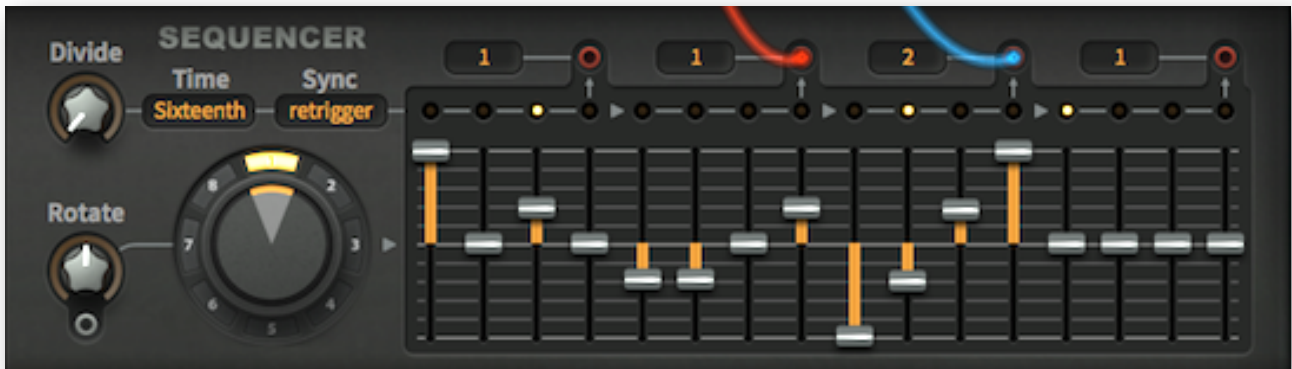 SEQUENCER
Divide
Time
Sync
Sixteenth
retrigger
1
1
2
1
Rotate
8
2
7
3
6
4
5